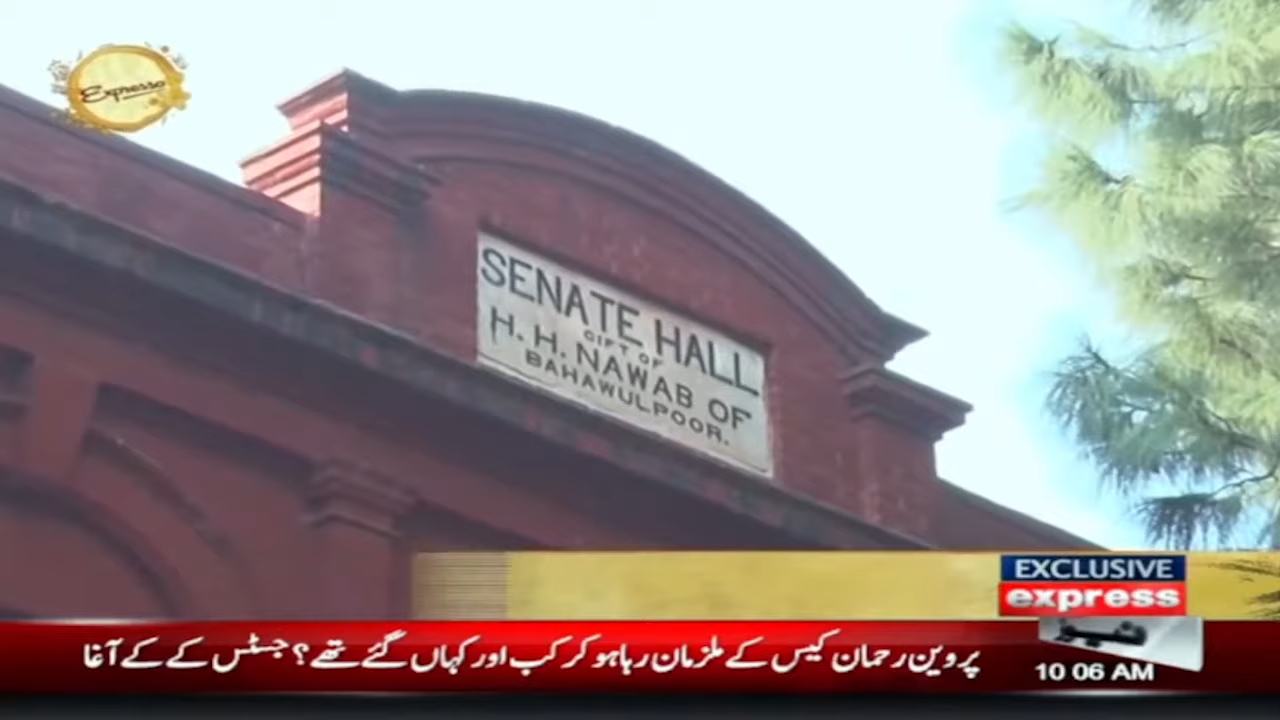 Expresso
SENATE HALL
GIFT OF
H. H. NAWAB OF
BAHAWULPOOR.
EXCLUSIVE
express
پروین رحمان کیس کے ملزمان رہا ہو کر کب اور کہاں گئے تھے؟ جسٹس کے کے آغا
10:06 AM